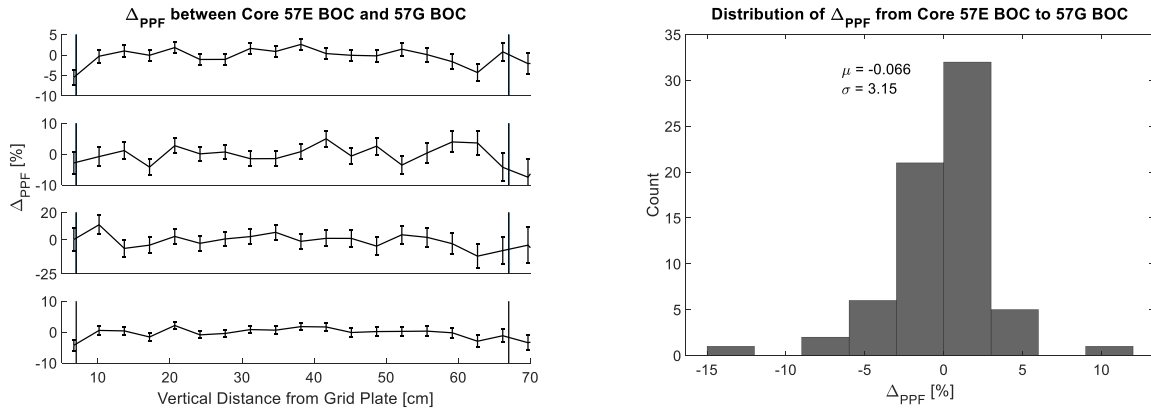 Δ_PPF between Core 57E BOC and 57G BOC
5
0
-5
-10
10
0
-10
20
0
-25
10
0
-10
Δ_PPF [%]
10 20 30 40 50 60 70
Vertical Distance from Grid Plate [cm]
Distribution of Δ_PPF from Core 57E BOC to 57G BOC
35
30
25
20
15
10
5
0
Count
μ = -0.066
σ = 3.15
-15 -10 -5 0 5 10
Δ_PPF [%]